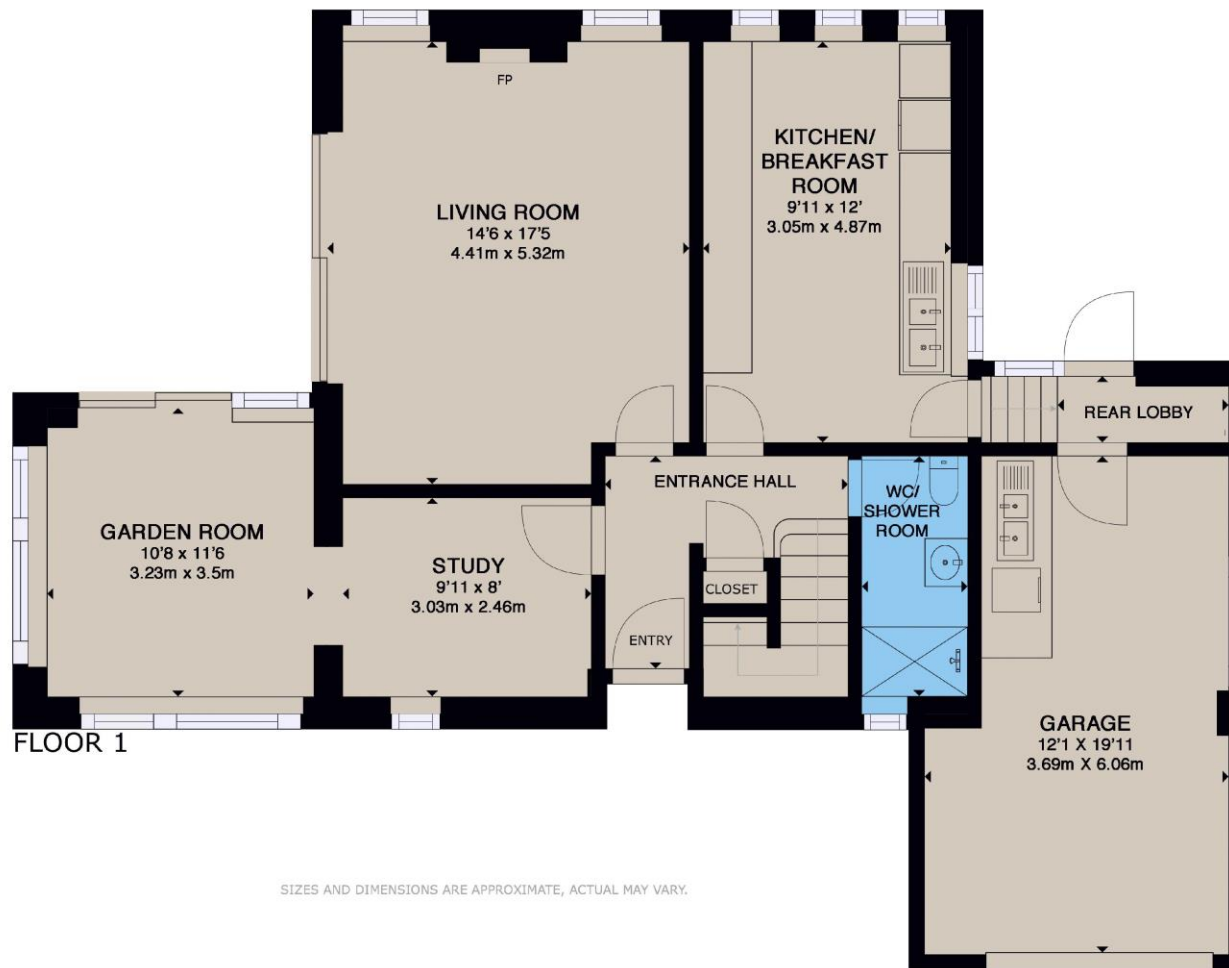 FP
LIVING ROOM
14'6 x 17'5
4.41m x 5.32m
KITCHEN/
BREAKFAST
ROOM
9'11 x 12'
3.05m x 4.87m
REAR LOBBY
ENTRANCE HALL
WC/
SHOWER
ROOM
GARDEN ROOM
10'8 x 11'6
3.23m x 3.5m
STUDY
9'11 x 8'
3.03m x 2.46m
CLOSET
ENTRY
GARAGE
12'1 X 19'11
3.69m X 6.06m
FLOOR 1
SIZES AND DIMENSIONS ARE APPROXIMATE, ACTUAL MAY VARY.